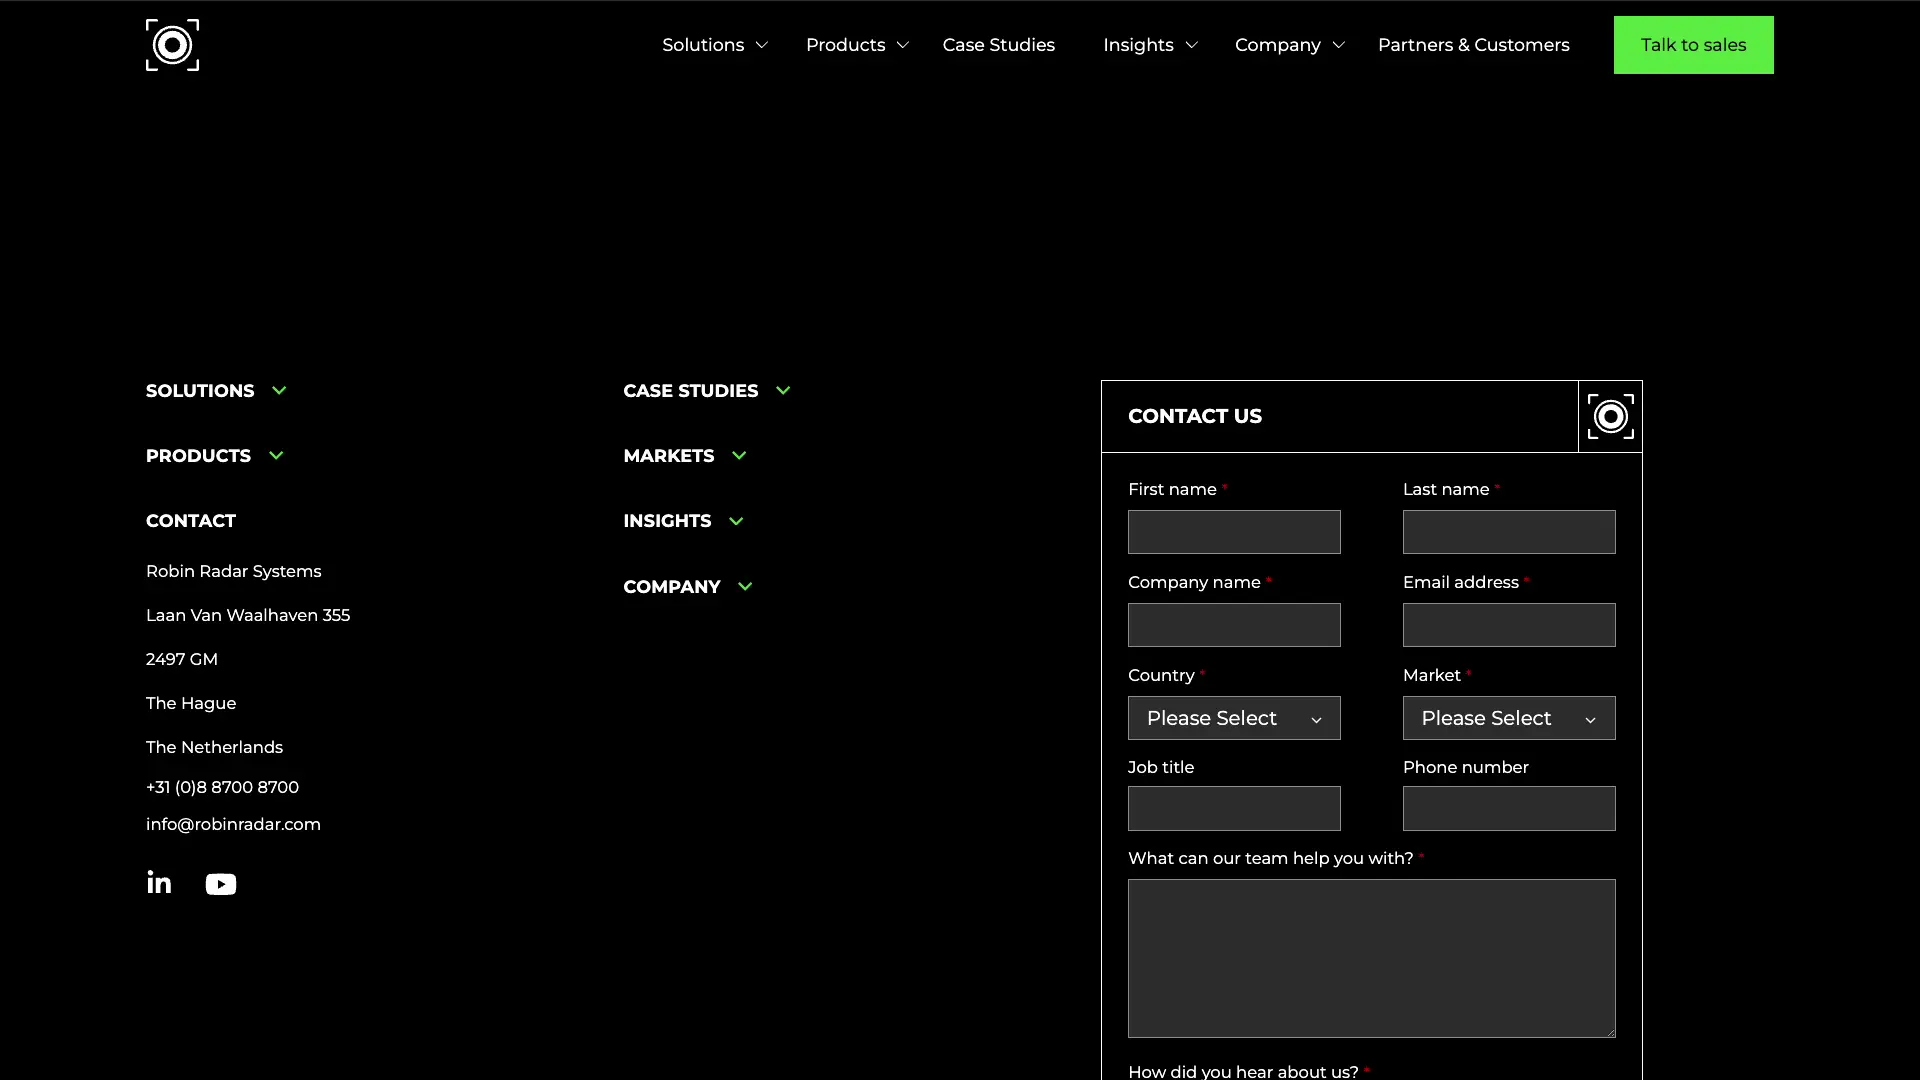 Solutions
Products
Case Studies
Insights
Company
Partners & Customers
Talk to sales
SOLUTIONS
PRODUCTS
CONTACT
Robin Radar Systems
Laan Van Waalhaven 355
2497 GM
The Hague
The Netherlands
+31 (0)8 8700 8700
info@robinradar.com
CASE STUDIES
MARKETS
INSIGHTS
COMPANY
CONTACT US
First name *
Last name *
Company name *
Email address *
Country *
Market *
Please Select
Please Select
Job title
Phone number
What can our team help you with? *
How did you hear about us? *